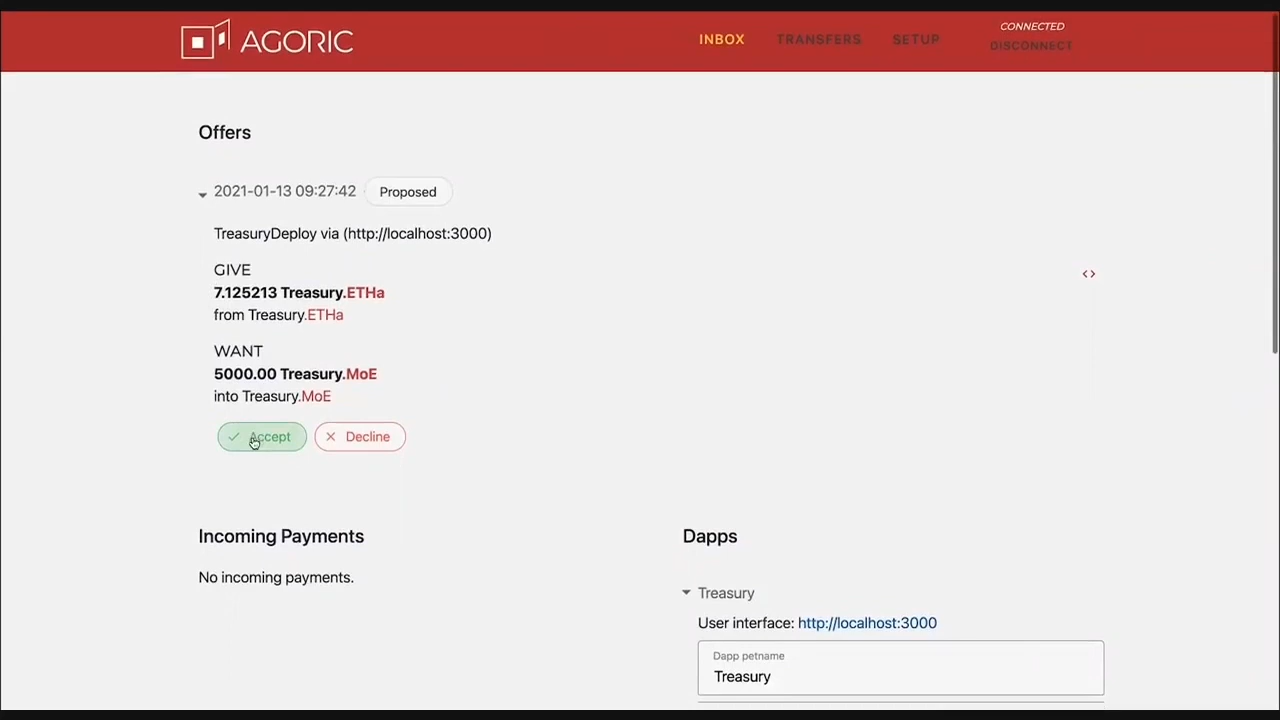 AGORIC
INBOX
TRANSFERS
SETUP
CONNECTED
DISCONNECT
Offers
2021-01-13 09:27:42
Proposed
TreasuryDeploy via (http://localhost:3000)
GIVE
7.125213 Treasury.ETHa
from Treasury.ETHa
WANT
5000.00 Treasury.MoE
into Treasury.MoE
Accept
Decline
Incoming Payments
No incoming payments.
Dapps
Treasury
User interface: http://localhost:3000
Dapp petname
Treasury